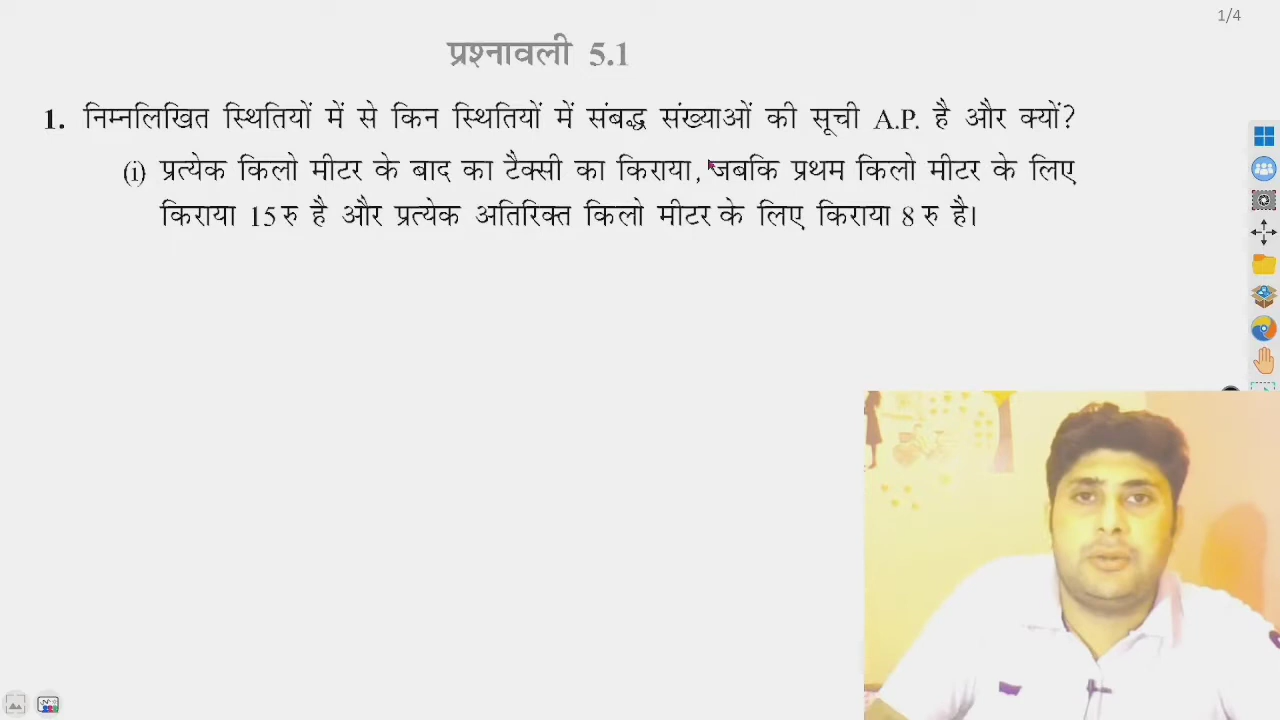 1/4
प्रश्नावली 5.1
1. निम्नलिखित स्थितियों में से किन स्थितियों में संबद्ध संख्याओं की सूची A.P. है और क्यों?
(i) प्रत्येक किलो मीटर के बाद का टैक्सी का किराया, जबकि प्रथम किलो मीटर के लिए
किराया 15 रु है और प्रत्येक अतिरिक्त किलो मीटर के लिए किराया 8 रु है।